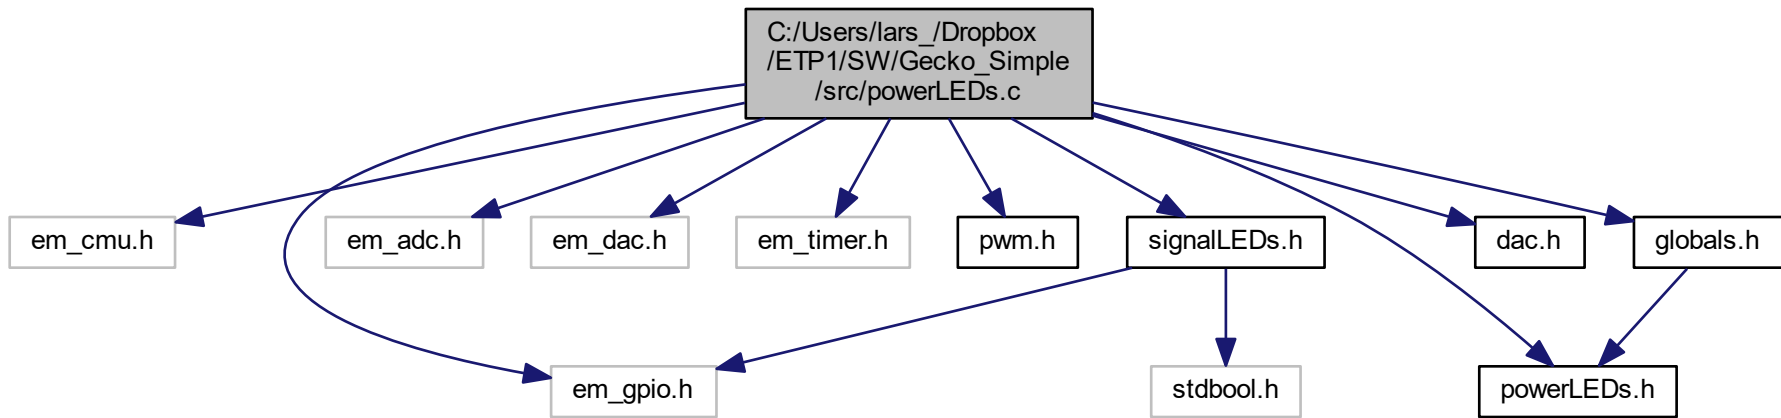 C:/Users/lars_/Dropbox
/ETP1/SW/Gecko_Simple
/src/powerLEDs.c
em_cmu.h
em_adc.h
em_dac.h
em_timer.h
pwm.h
signalLEDs.h
dac.h
globals.h
em_gpio.h
stdbool.h
powerLEDs.h